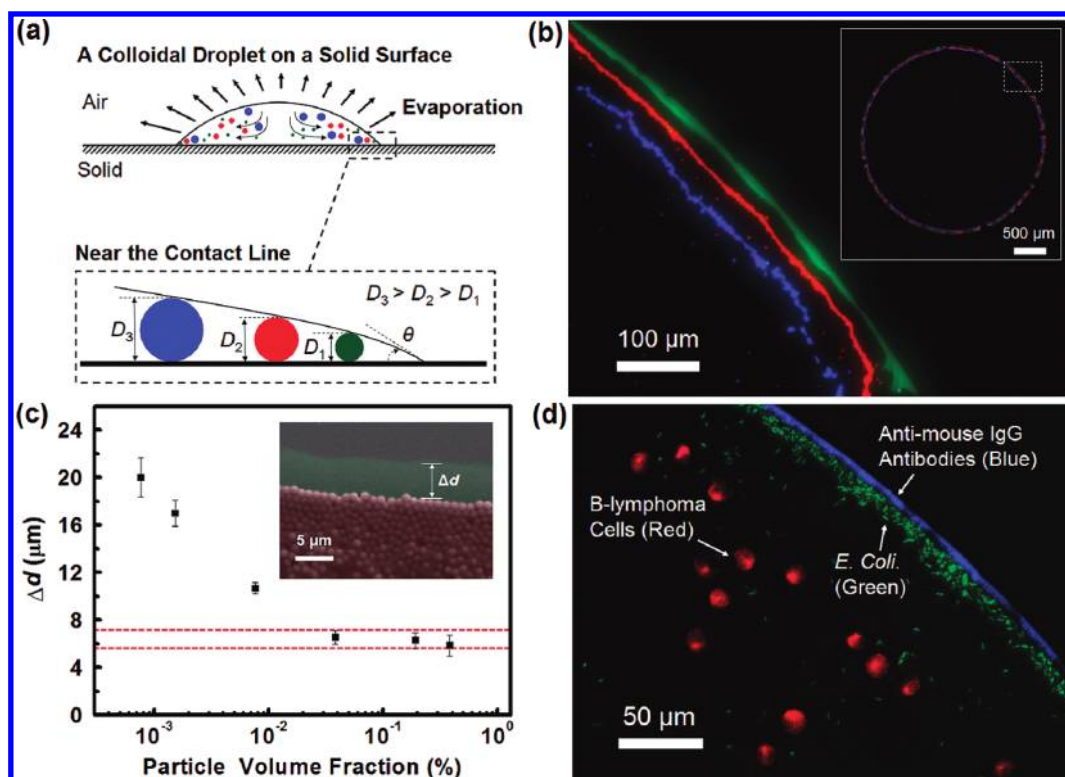 (a)
A Colloidal Droplet on a Solid Surface
Air
Evaporation
Solid
Near the Contact Line
D3 > D2 > D1
D3
D2
D1
θ
(b)
500 μm
100 μm
(c)
24
20
16
12
8
4
0
Δd (μm)
Δd
5 μm
10-3
10-2
10-1
100
Particle Volume Fraction (%)
(d)
Anti-mouse IgG
Antibodies (Blue)
B-lymphoma
Cells (Red)
E. Coli.
(Green)
50 μm